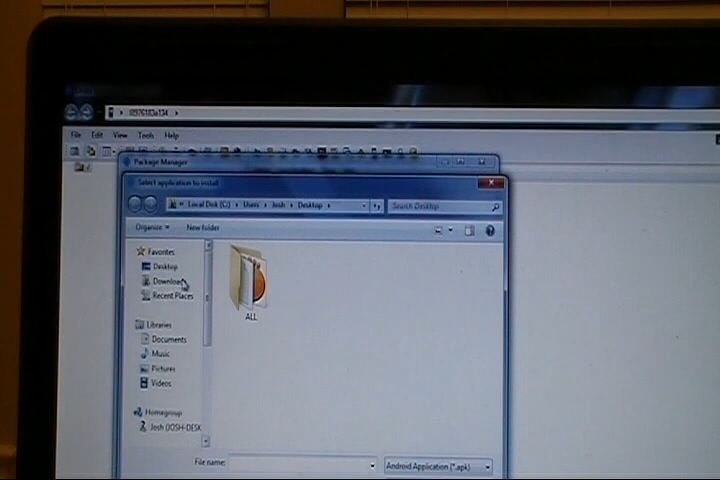 File Edit View Tools Help
Package Manager
Select application to install
Local Disk (C:) Users Josh Desktop
Search Desktop
Organize New folder
Favorites
Desktop
Downloads
Recent Places
ALL
Libraries
Documents
Music
Pictures
Videos
Homegroup
Josh (JOSH-DESK
File name:
Android Application (*.apk)